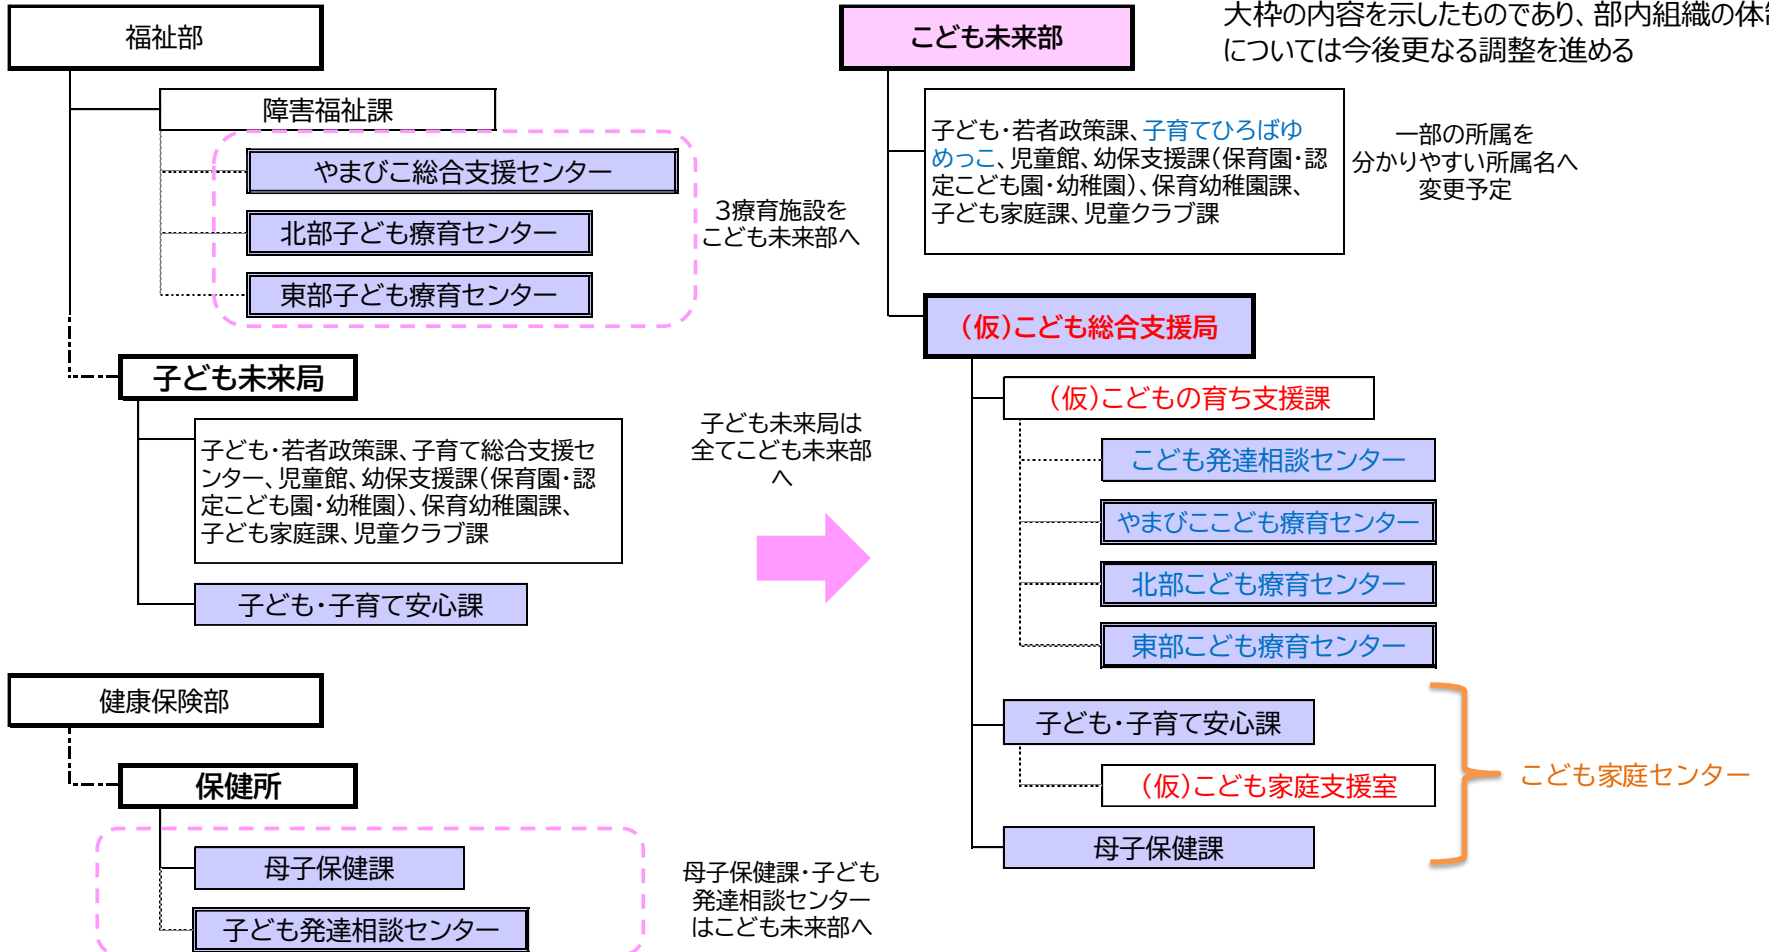 福祉部
障害福祉課
やまびこ総合支援センター
北部子ども療育センター
東部子ども療育センター
3療育施設を
こども未来部へ
子ども未来局
子ども・若者政策課、子育て総合支援セ
ンター、児童館、幼保支援課(保育園・認
定こども園・幼稚園)、保育幼稚園課、
子ども家庭課、児童クラブ課
子ども・子育て安心課
子ども未来局は
全てこども未来部
へ
健康保険部
保健所
母子保健課
子ども発達相談センター
母子保健課・子ども
発達相談センター
はこども未来部へ
大枠の内容を示したものであり、部内組織の体
については今後更なる調整を進める
こども未来部
子ども・若者政策課、子育てひろばゆ
めっこ、児童館、幼保支援課(保育園・認
定こども園・幼稚園)、保育幼稚園課、
子ども家庭課、児童クラブ課
一部の所属を
分かりやすい所属名へ
変更予定
(仮)こども総合支援局
(仮)こどもの育ち支援課
こども発達相談センター
やまびここども療育センター
北部こども療育センター
東部こども療育センター
子ども・子育て安心課
(仮)こども家庭支援室
母子保健課
こども家庭センター